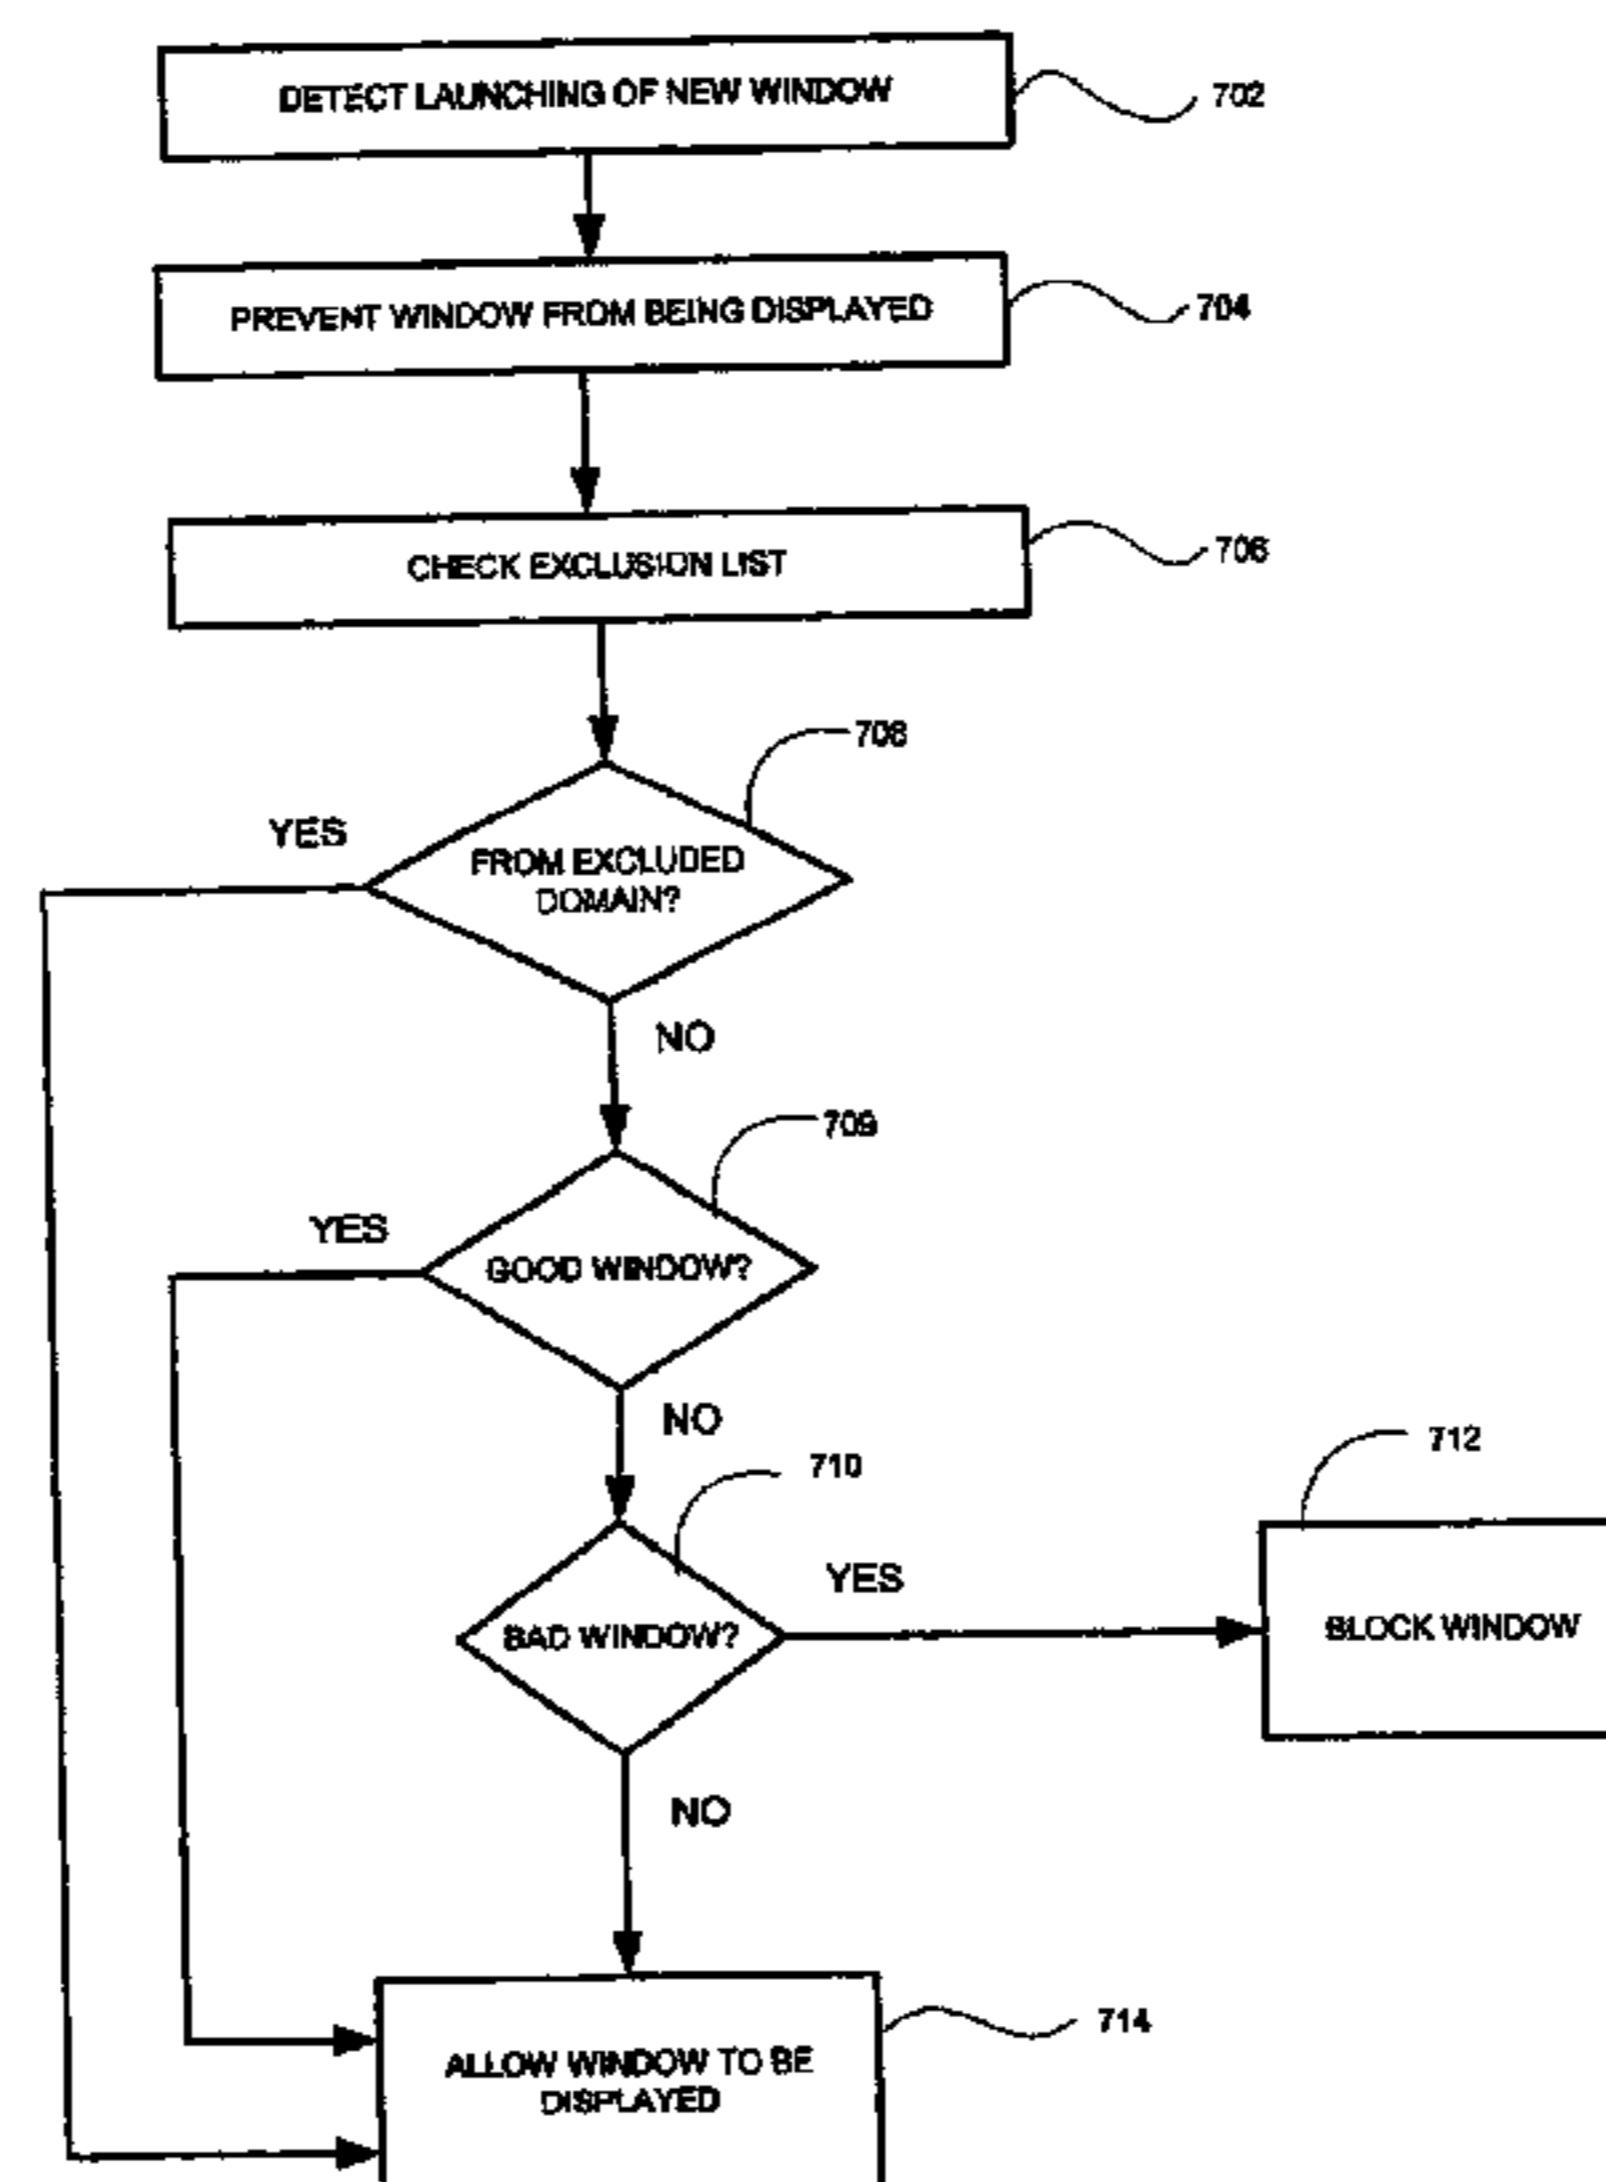 DETECT LAUNCHING OF NEW WINDOW
702
PREVENT WINDOW FROM BEING DISPLAYED
704
CHECK EXCLUSION LIST
706
708
YES
FROM EXCLUDED
DOMAIN?
NO
709
YES
GOOD WINDOW?
NO
710
712
YES
BAD WINDOW?
BLOCK WINDOW
NO
714
ALLOW WINDOW TO BE
DISPLAYED